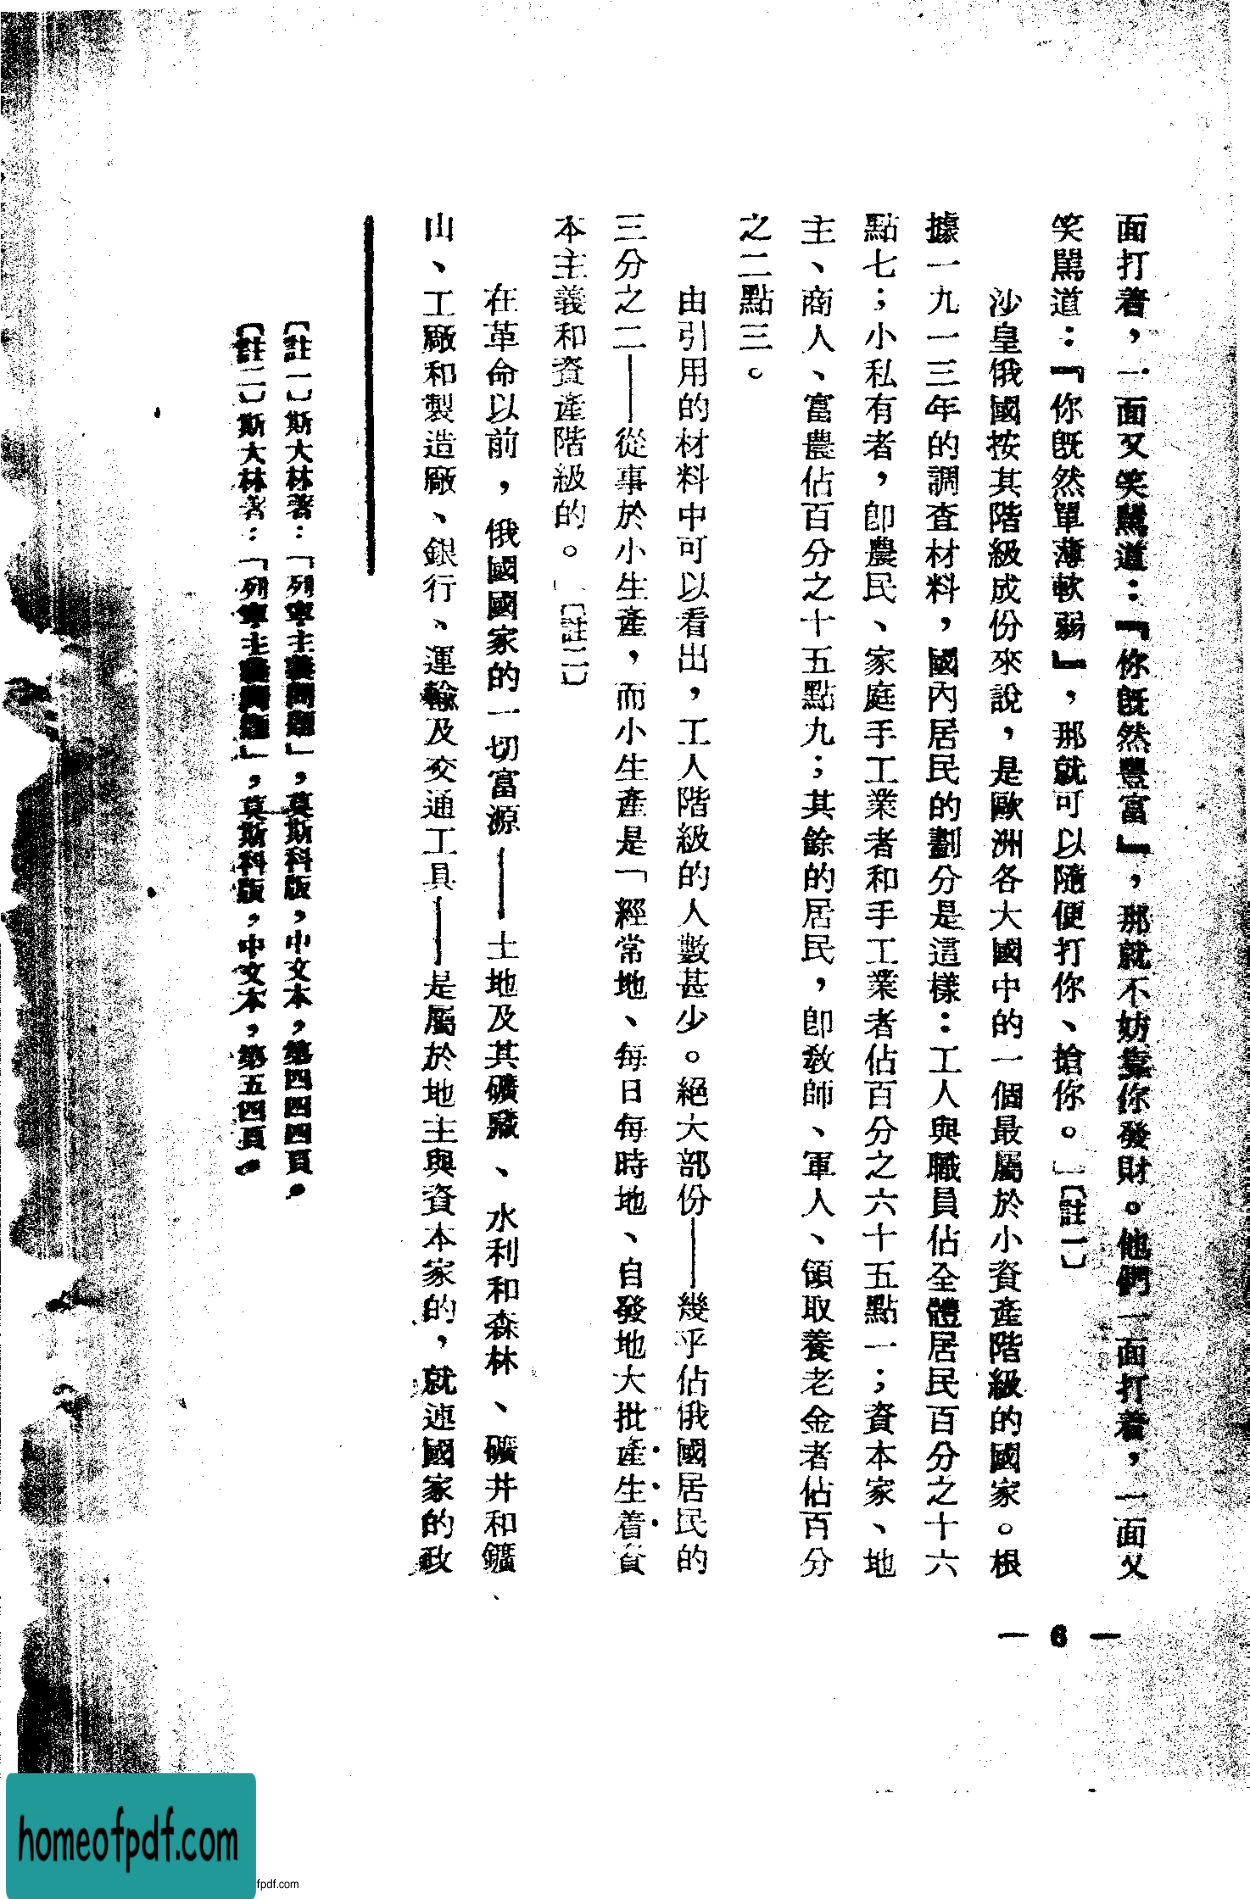 面打着，一面又笑罵道：『你既然豐富』，那就不妨靠你發財。他們一面打着，一面又
笑罵道：『你既然單薄軟弱』，那就可以隨便打你、搶你。」〔註一〕
沙皇俄國按其階級成份來說，是歐洲各大國中的一個最屬於小資產階級的國家。根
據一九一三年的調查材料，國內居民的劃分是這樣：工人與職員佔全體居民百分之十六
點七；小私有者，卽農民、家庭手工業者和手工業者佔百分之六十五點一；資本家、地
主、商人、富農佔百分之十五點九；其餘的居民，卽教師、軍人、領取養老金者佔百分
之二點三。
由引用的材料中可以看出，工人階級的人數甚少。絕大部份——幾乎佔俄國居民的
三分之二——從事於小生產，而小生產是「經常地、每日每時地、自發地大批產生着資
本主義和資產階級的。」〔註二〕
在革命以前，俄國國家的一切富源——土地及其礦藏、水利和森林、礦井和鑛
山、工廠和製造廠、銀行、運輸及交通工具——是屬於地主與資本家的，就連國家的政
〔註一〕斯大林著：「列寧主義問題」，莫斯科版，中文本，第四四四頁。
〔註二〕斯大林著：「列寧主義問題」，莫斯科版，中文本，第五四頁。
— 6 —
homeofpdf.com
fpdf.com